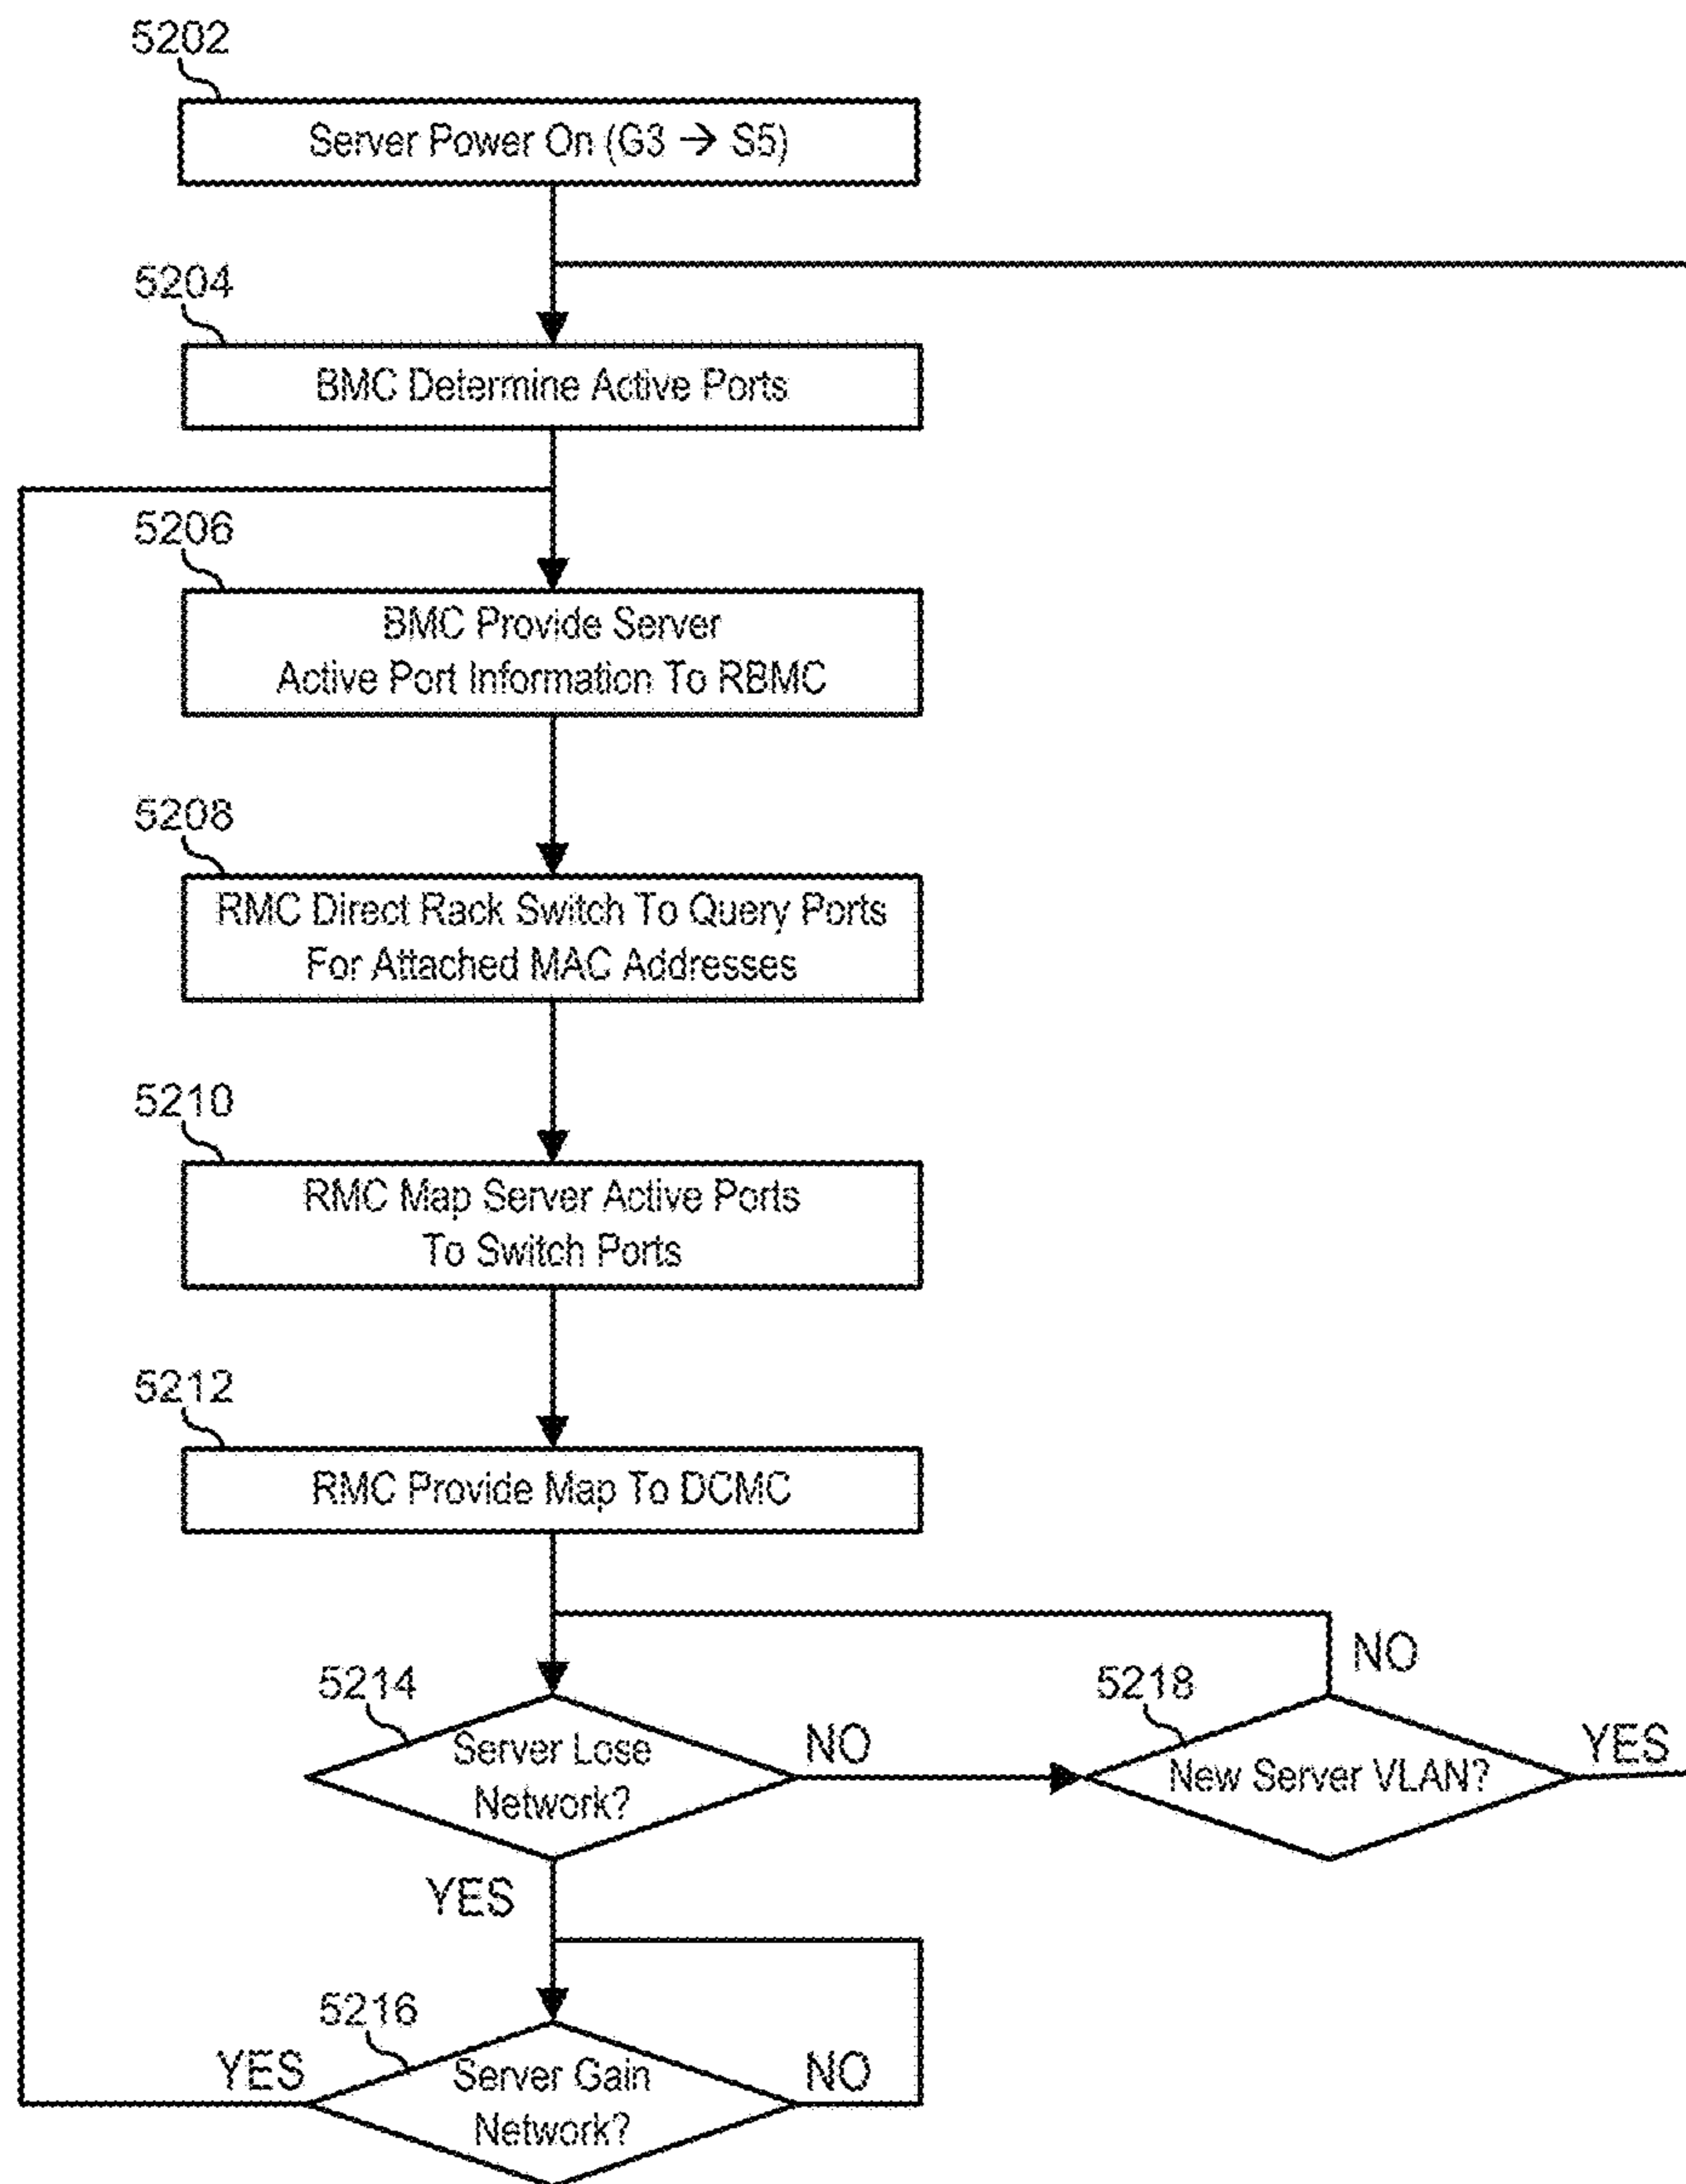 5202
Server Power On (G3 → S5)
5204
BMC Determine Active Ports
5206
BMC Provide Server
Active Port Information To RBMC
5208
RMC Direct Rack Switch To Query Ports
For Attached MAC Addresses
5210
RMC Map Server Active Ports
To Switch Ports
5212
RMC Provide Map To DCMC
5214
Server Lose
Network?
NO
5218
New Server VLAN?
NO
YES
YES
5216
Server Gain
Network?
YES
NO